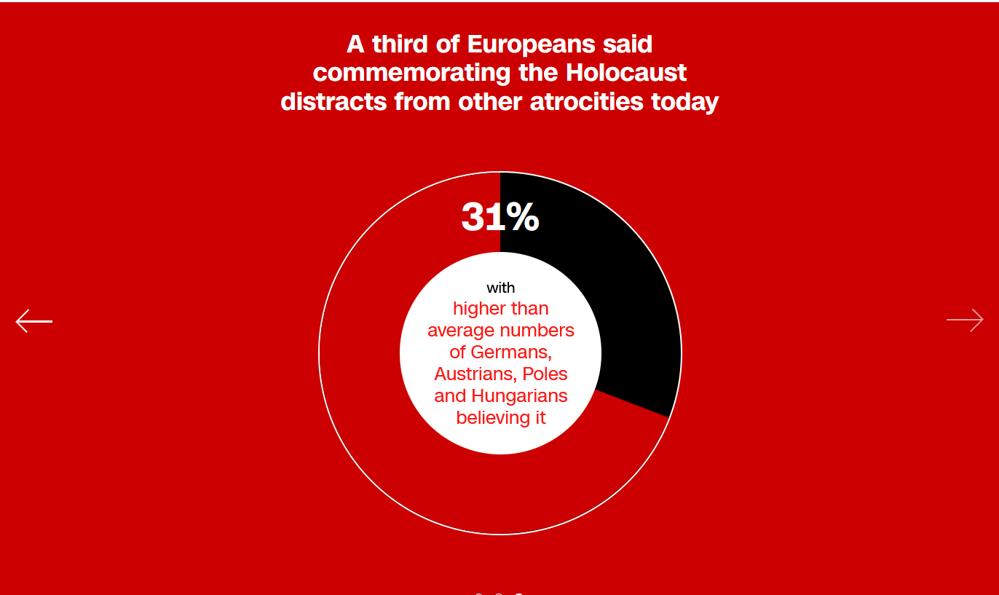 A third of Europeans said
commemorating the Holocaust
distracts from other atrocities today
31%
with
higher than
average numbers
of Germans,
Austrians, Poles
and Hungarians
believing it